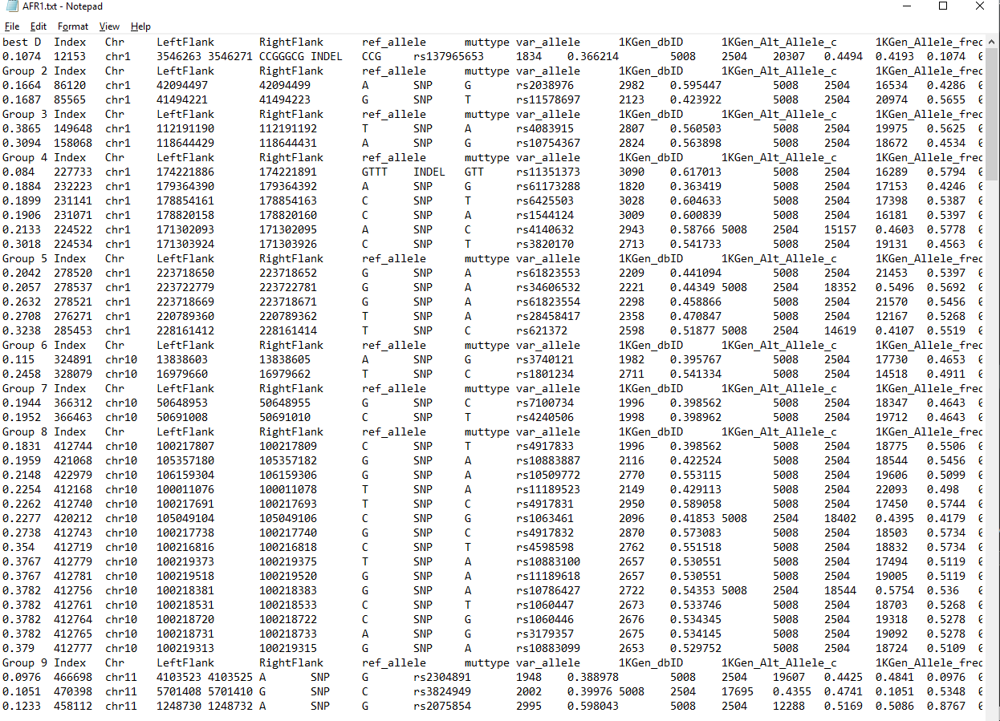 AFR1.txt - Notepad
File Edit Format View Help
best D Index Chr LeftFlank RightFlank ref_allele muttype var_allele 1KGen_dbID 1KGen_Alt_Allele_c 1KGen_Allele_freq
0.1074 12153 chr1 3546263 3546271 CCGGGCG INDEL CCG rs137965653 1834 0.366214 5008 2504 20307 0.4494 0.4193 0.1074
Group 2 Index Chr LeftFlank RightFlank ref_allele muttype var_allele 1KGen_dbID 1KGen_Alt_Allele_c 1KGen_Allele_freq
0.1664 86120 chr1 42094497 42094499 A SNP G rs2038976 2982 0.595447 5008 2504 16534 0.4286
0.1687 85565 chr1 41494221 41494223 G SNP T rs11578697 2123 0.423922 5008 2504 20974 0.5655
Group 3 Index Chr LeftFlank RightFlank ref_allele muttype var_allele 1KGen_dbID 1KGen_Alt_Allele_c 1KGen_Allele_freq
0.3865 149648 chr1 112191190 112191192 T SNP A rs4083915 2807 0.560503 5008 2504 19975 0.5625
0.3094 158068 chr1 118644429 118644431 A SNP G rs10754367 2824 0.563898 5008 2504 18672 0.4534
Group 4 Index Chr LeftFlank RightFlank ref_allele muttype var_allele 1KGen_dbID 1KGen_Alt_Allele_c 1KGen_Allele_freq
0.084 227733 chr1 174221886 174221891 GTTT INDEL GTT rs11351373 3090 0.617013 5008 2504 16289 0.5794
0.1884 232223 chr1 179364390 179364392 A SNP G rs61173288 1820 0.363419 5008 2504 17153 0.4246
0.1899 231141 chr1 178854161 178854163 C SNP T rs6425503 3028 0.604633 5008 2504 17398 0.5387
0.1906 231071 chr1 178820158 178820160 C SNP A rs1544124 3009 0.600839 5008 2504 16181 0.5397
0.2133 224522 chr1 171302093 171302095 A SNP C rs4140632 2943 0.58766 5008 2504 15157 0.4603 0.5778
0.3018 224534 chr1 171303924 171303926 C SNP T rs3820170 2713 0.541733 5008 2504 19131 0.4563
Group 5 Index Chr LeftFlank RightFlank ref_allele muttype var_allele 1KGen_dbID 1KGen_Alt_Allele_c 1KGen_Allele_freq
0.2042 278520 chr1 223718650 223718652 G SNP A rs61823553 2209 0.441094 5008 2504 21453 0.5397
0.2057 278537 chr1 223722779 223722781 G SNP A rs34606532 2221 0.44349 5008 2504 18352 0.5496 0.5692
0.2632 278521 chr1 223718669 223718671 G SNP A rs61823554 2298 0.458866 5008 2504 21570 0.5456
0.2708 276271 chr1 220789360 220789362 T SNP A rs28458417 2358 0.470847 5008 2504 12167 0.5268
0.3238 285453 chr1 228161412 228161414 T SNP C rs621372 2598 0.51877 5008 2504 14619 0.4107 0.5519
Group 6 Index Chr LeftFlank RightFlank ref_allele muttype var_allele 1KGen_dbID 1KGen_Alt_Allele_c 1KGen_Allele_freq
0.115 324891 chr10 13838603 13838605 A SNP G rs3740121 1982 0.395767 5008 2504 17730 0.4653
0.2458 328079 chr10 16979660 16979662 T SNP C rs1801234 2711 0.541334 5008 2504 14518 0.4911
Group 7 Index Chr LeftFlank RightFlank ref_allele muttype var_allele 1KGen_dbID 1KGen_Alt_Allele_c 1KGen_Allele_freq
0.1944 366312 chr10 50648953 50648955 G SNP C rs7100734 1996 0.398562 5008 2504 18347 0.4643
0.1952 366463 chr10 50691008 50691010 C SNP T rs4240506 1998 0.398962 5008 2504 19712 0.4643
Group 8 Index Chr LeftFlank RightFlank ref_allele muttype var_allele 1KGen_dbID 1KGen_Alt_Allele_c 1KGen_Allele_freq
0.1831 412744 chr10 100217807 100217809 C SNP T rs4917833 1996 0.398562 5008 2504 18775 0.5506
0.1959 421068 chr10 105357180 105357182 G SNP A rs10883887 2116 0.422524 5008 2504 18544 0.5456
0.2148 422979 chr10 106159304 106159306 G SNP A rs10509772 2770 0.553115 5008 2504 19606 0.5099
0.2254 412168 chr10 100011076 100011078 T SNP A rs11189523 2149 0.429113 5008 2504 22093 0.498
0.2262 412740 chr10 100217691 100217693 T SNP C rs4917831 2950 0.589058 5008 2504 17450 0.5744
0.2277 420212 chr10 105049104 105049106 C SNP G rs1063461 2096 0.41853 5008 2504 18402 0.4395 0.4179
0.2738 412743 chr10 100217738 100217740 G SNP C rs4917832 2870 0.573083 5008 2504 18503 0.5734
0.354 412719 chr10 100216816 100216818 C SNP T rs4598598 2762 0.551518 5008 2504 18832 0.5734
0.3767 412779 chr10 100219373 100219375 T SNP A rs10883100 2657 0.530551 5008 2504 17494 0.5119
0.3767 412781 chr10 100219518 100219520 G SNP A rs11189618 2657 0.530551 5008 2504 19005 0.5119
0.3782 412756 chr10 100218381 100218383 G SNP A rs10786427 2722 0.54353 5008 2504 18544 0.5754 0.536
0.3782 412761 chr10 100218531 100218533 C SNP T rs1060447 2673 0.533746 5008 2504 18703 0.5268
0.3782 412764 chr10 100218720 100218722 C SNP G rs1060446 2676 0.534345 5008 2504 19318 0.5278
0.3782 412765 chr10 100218731 100218733 A SNP G rs3179357 2675 0.534145 5008 2504 19092 0.5278
0.379 412777 chr10 100219313 100219315 G SNP A rs10883099 2653 0.529752 5008 2504 18724 0.5109
Group 9 Index Chr LeftFlank RightFlank ref_allele muttype var_allele 1KGen_dbID 1KGen_Alt_Allele_c 1KGen_Allele_freq
0.0976 466698 chr11 4103523 4103525 A SNP G rs2304891 1948 0.388978 5008 2504 19607 0.4425 0.4841 0.0976
0.1051 470398 chr11 5701408 5701410 G SNP C rs3824949 2002 0.39976 5008 2504 17695 0.4355 0.4741 0.1051 0.5348
0.1233 458112 chr11 1248730 1248732 A SNP G rs2075854 2995 0.598043 5008 2504 12288 0.5169 0.5086 0.8767